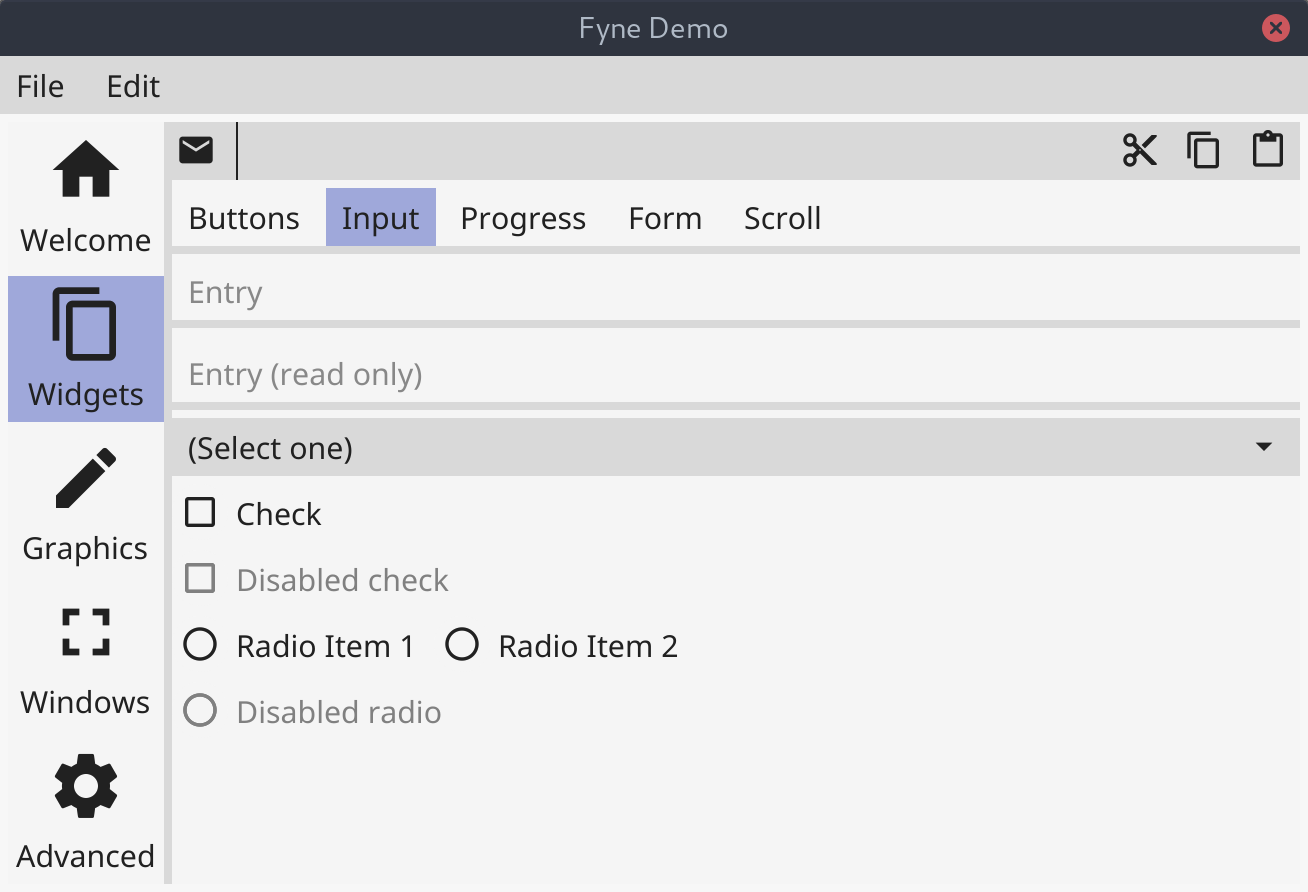 Fyne Demo
File Edit
Welcome
Widgets
Graphics
Windows
Advanced
Buttons Input Progress Form Scroll
Entry
Entry (read only)
(Select one)
Check
Disabled check
Radio Item 1 Radio Item 2
Disabled radio